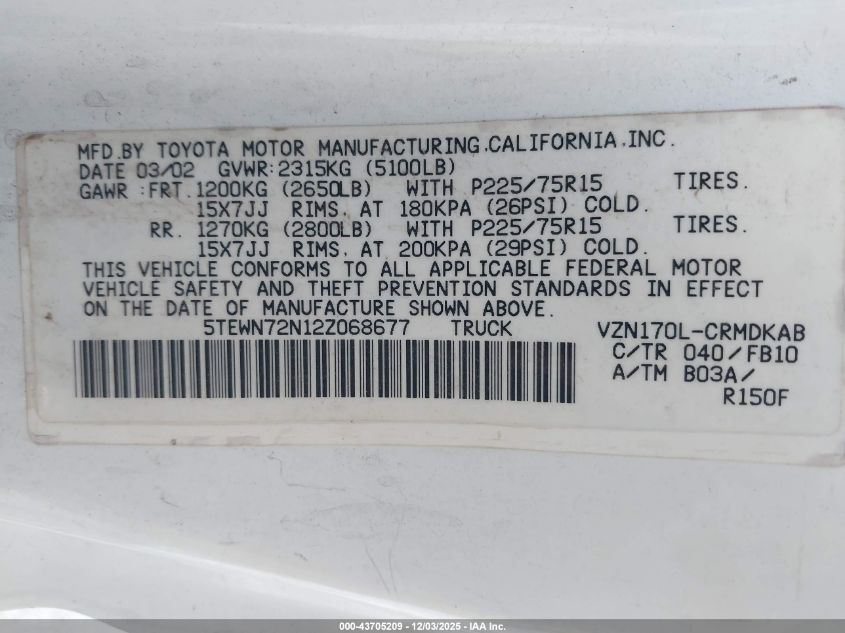 MFD.BY TOYOTA MOTOR MANUFACTURING.CALIFORNIA.INC.
DATE 03/02 GVWR:2315KG (5100LB)
GAWR :FRT.1200KG (2650LB) WITH P225/75R15 TIRES.
15X7JJ RIMS. AT 180KPA (26PSI) COLD.
RR. 1270KG (2800LB) WITH P225/75R15 TIRES.
15X7JJ RIMS. AT 200KPA (29PSI) COLD.
THIS VEHICLE CONFORMS TO ALL APPLICABLE FEDERAL MOTOR
VEHICLE SAFETY AND THEFT PREVENTION STANDARDS IN EFFECT
ON THE DATE OF MANUFACTURE SHOWN ABOVE.
5TEWN72N12Z068677 TRUCK VZN170L-CRMDKAB
C/TR 040/FB10
A/TM B03A/
R150F
000-43705209 - 12/03/2025 - IAA Inc.